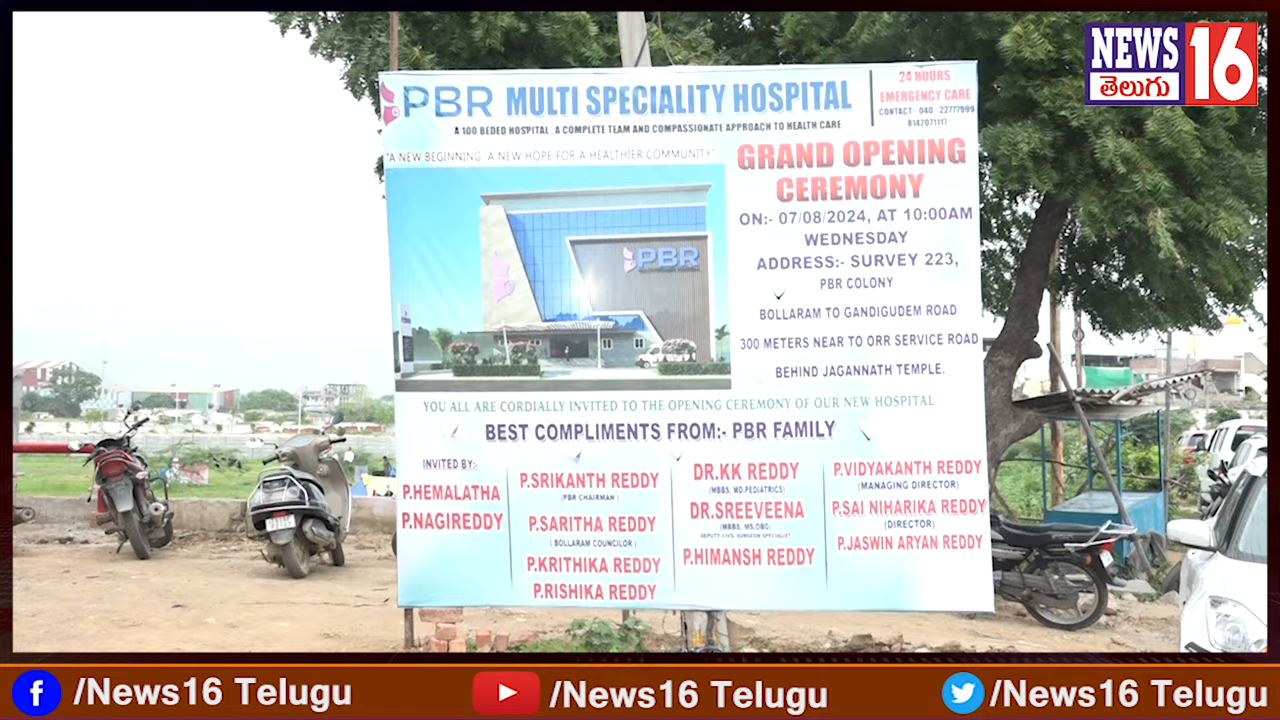 NEWS
తెలుగు
16
PBR MULTI SPECIALITY HOSPITAL
A 100 BEDED HOSPITAL A COMPLETE TEAM AND COMPASSIONATE APPROACH TO HEALTH CARE
24 HOURS
EMERGENCY CARE
CONTACT - 040 22777999
8142071117
"A NEW BEGINNING, A NEW HOPE FOR A HEALTHIER COMMUNITY"
PBR
GRAND OPENING
CEREMONY
ON:- 07/08/2024, AT 10:00AM
WEDNESDAY
ADDRESS:- SURVEY 223,
PBR COLONY
BOLLARAM TO GANDIGUDEM ROAD
300 METERS NEAR TO ORR SERVICE ROAD
BEHIND JAGANNATH TEMPLE.
YOU ALL ARE CORDIALLY INVITED TO THE OPENING CEREMONY OF OUR NEW HOSPITAL
BEST COMPLIMENTS FROM:- PBR FAMILY
INVITED BY:-
P.HEMALATHA
P.NAGIREDDY
P.SRIKANTH REDDY
(PBR CHAIRMAN )
P.SARITHA REDDY
( BOLLARAM COUNCILOR )
P.KRITHIKA REDDY
P.RISHIKA REDDY
DR.KK REDDY
(MBBS, MD.PEDIATRICS)
DR.SREEVEENA
(MBBS, MS.OBG)
DEPUTY CIVIL SURGEON SPECIALIST
P.HIMANSH REDDY
P.VIDYAKANTH REDDY
(MANAGING DIRECTOR)
P.SAI NIHARIKA REDDY
(DIRECTOR)
P.JASWIN ARYAN REDDY
/News16 Telugu
/News16 Telugu
/News16 Telugu